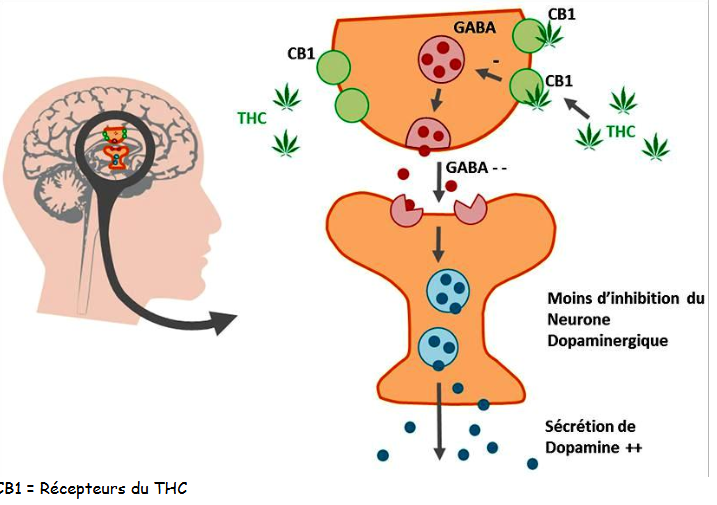 CB1
GABA
CB1
-
CB1
THC
THC
GABA - -
Moins d'inhibition du
Neurone
Dopaminergique
Sécrétion de
Dopamine ++
CB1 = Récepteurs du THC